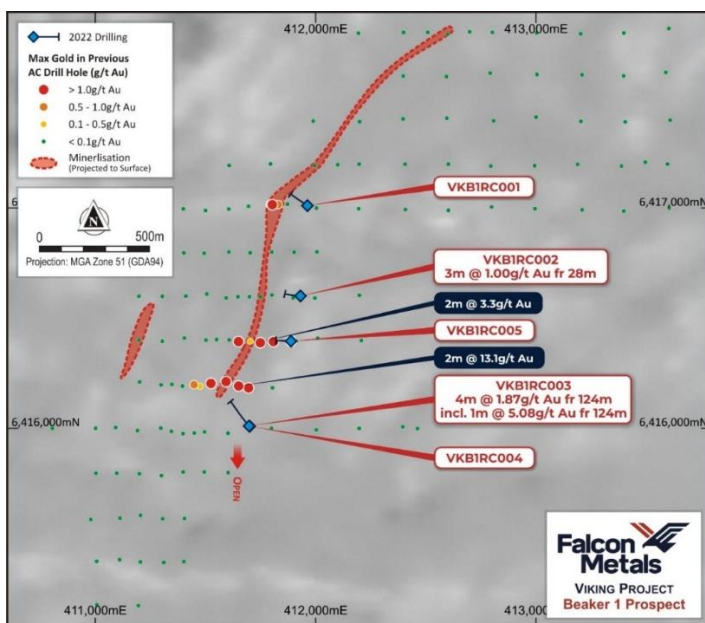 412,000mE
413,000mE
2022 Drilling
Max Gold in Previous
AC Drill Hole (g/t Au)
> 1.0g/t Au
0.5 - 1.0g/t Au
0.1 - 0.5g/t Au
< 0.1g/t Au
Minerlisation
(Projected to Surface)
N
0 500m
Projection: MGA Zone 51 (GDA94)
6,417,000mN
VKB1RC001
VKB1RC002
3m @ 1.00g/t Au fr 28m
2m @ 3.3g/t Au
VKB1RC005
2m @ 13.1g/t Au
VKB1RC003
4m @ 1.87g/t Au fr 124m
incl. 1m @ 5.08g/t Au fr 124m
6,416,000mN
6,416,000mN
VKB1RC004
OPEN
Falcon
Metals
VIKING PROJECT
Beaker 1 Prospect
411,000mE
412,000mE
413,000mE